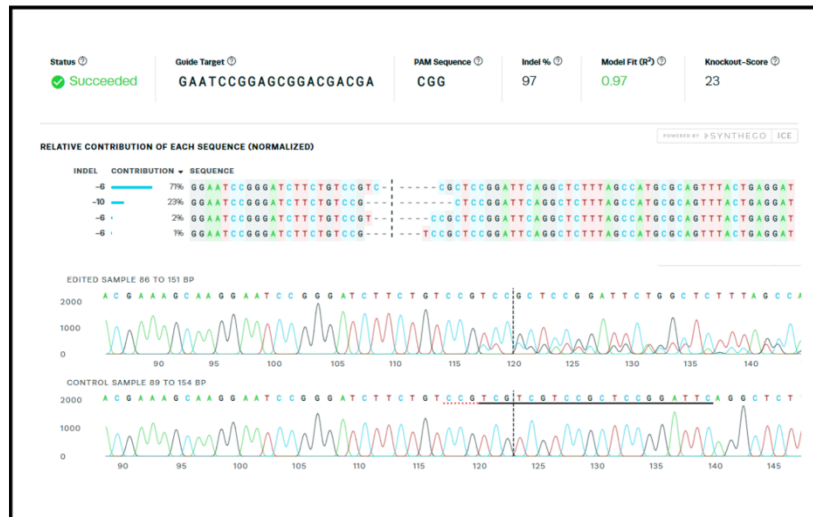 Status Guide Target PAM Sequence Indel % Model Fit (R²) Knockout-Score
Succeeded GAATCCGGAGCGGACGACGA CGG 97 0.97 23
POWERED BY SYNTHEGO ICE
RELATIVE CONTRIBUTION OF EACH SEQUENCE (NORMALIZED)
INDEL CONTRIBUTION SEQUENCE
-6 71% GGAATCCGGGATCTTCTGTCCGTC- -----CGCTCCGGATTCAGGCTCTTTAGCCATGCGCAGTTTACTGAGGAT
-10 23% GGAATCCGGGATCTTCTGTCCG--- -------CTCCGGATTCAGGCTCTTTAGCCATGCGCAGTTTACTGAGGAT
-6 2% GGAATCCGGGATCTTCTGTCCGT-- ----CCGCTCCGGATTCAGGCTCTTTAGCCATGCGCAGTTTACTGAGGAT
-6 1% GGAATCCGGGATCTTCTGTCCG--- ---TCCGCTCCGGATTCAGGCTCTTTAGCCATGCGCAGTTTACTGAGGAT
EDITED SAMPLE 86 TO 151 BP
ACGAAAGCAAGGAATCCGGGATCTTCTGTCCGTCCGCTCCGGATTCTGGCTCTTTAGCCA
2000
1000
0
90 95 100 105 110 115 120 125 130 135 140
CONTROL SAMPLE 89 TO 154 BP
ACGAAAGCAAGGAATCCGGGATCTTCTGTCCGTCGTCGTCCGCTCCGGATTCAGGCTCT
2000
1000
0
90 95 100 105 110 115 120 125 130 135 140 145